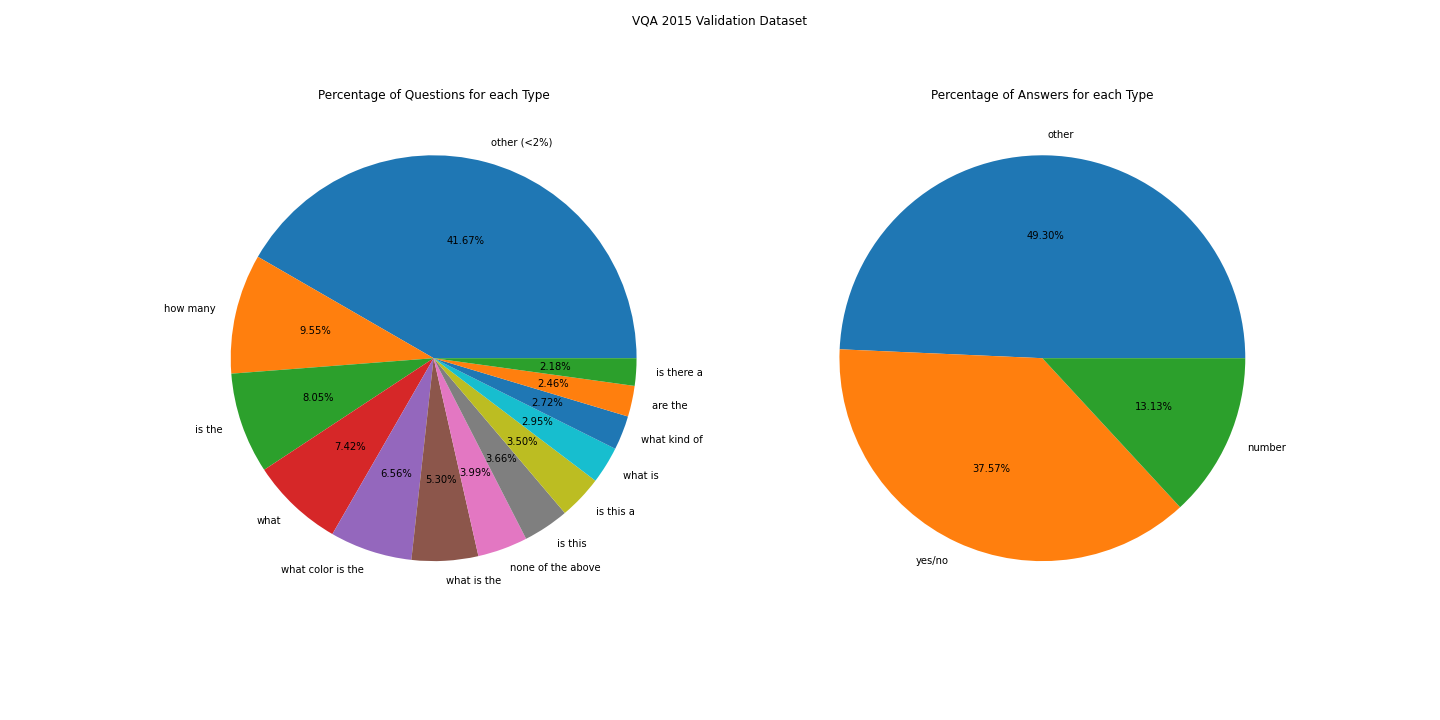 VQA 2015 Validation Dataset
Percentage of Questions for each Type
other (<2%)
41.67%
how many
9.55%
is the
8.05%
what
7.42%
what color is the
6.56%
what is the
5.30%
none of the above
3.99%
is this
3.66%
is this a
3.50%
what is
2.95%
what kind of
2.72%
are the
2.46%
is there a
2.18%
Percentage of Answers for each Type
other
49.30%
yes/no
37.57%
number
13.13%